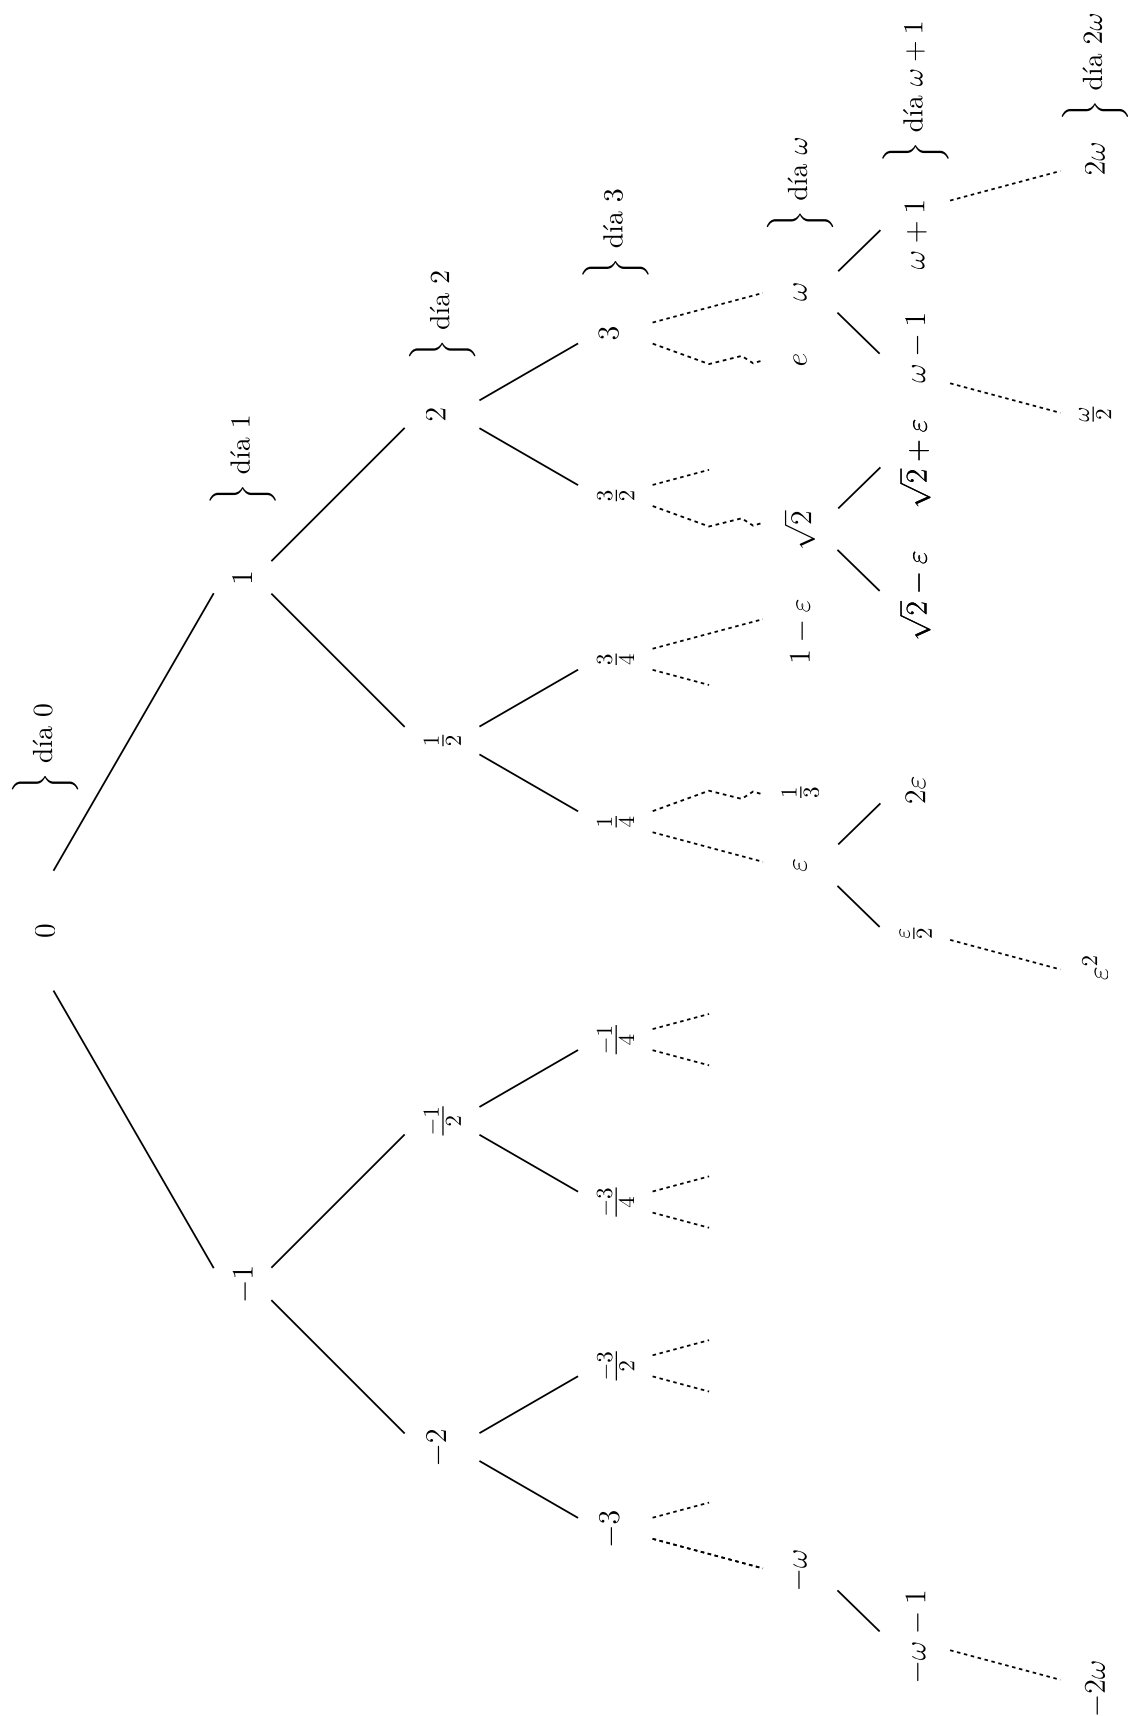 0 } día 0
−1 1 } día 1
−2 −1/2 1/2 2 } día 2
−3 −3/2 −3/4 −1/4 1/4 3/4 3/2 3 } día 3
−ω ε 1/3 1 − ε √2 e ω } día ω
−ω − 1 ε/2 2ε √2 − ε √2 + ε ω − 1 ω + 1 } día ω + 1
−2ω ε² ω/2 2ω } día 2ω